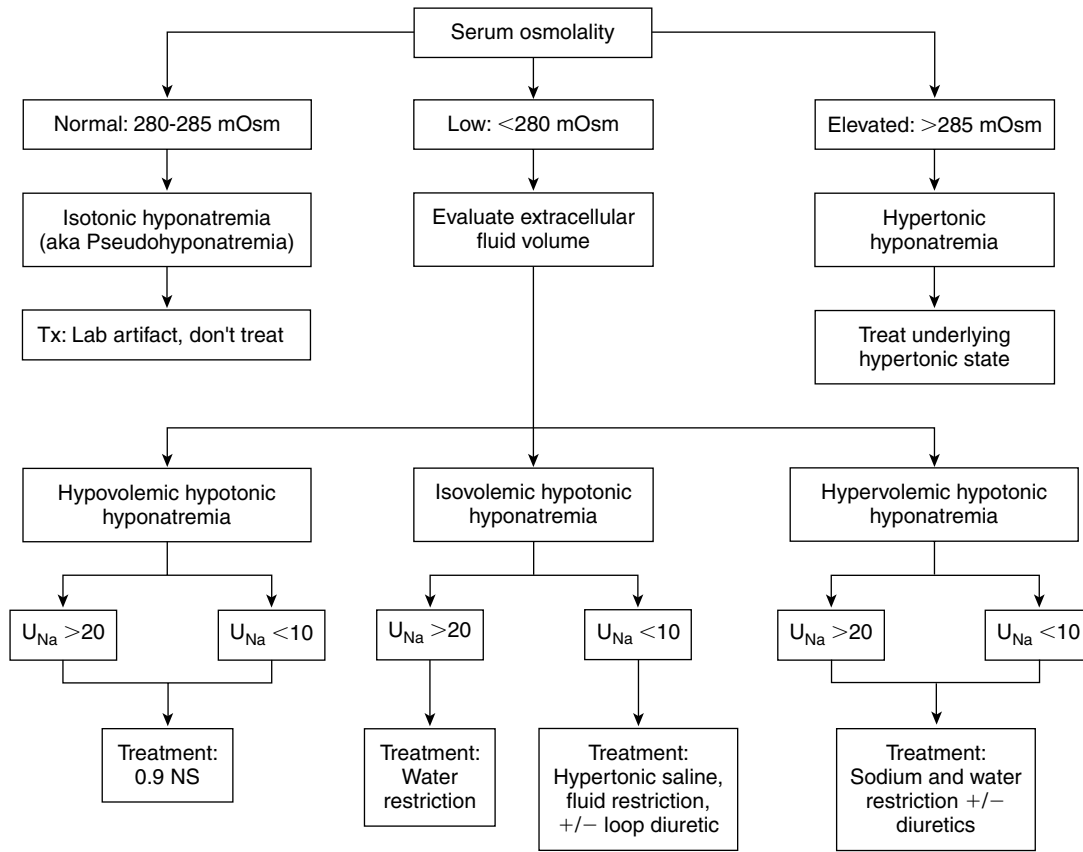 Serum osmolality
Normal: 280-285 mOsm
Low: <280 mOsm
Elevated: >285 mOsm
Isotonic hyponatremia
(aka Pseudohyponatremia)
Evaluate extracellular
fluid volume
Hypertonic
hyponatremia
Tx: Lab artifact, don't treat
Treat underlying
hypertonic state
Hypovolemic hypotonic
hyponatremia
Isovolemic hypotonic
hyponatremia
Hypervolemic hypotonic
hyponatremia
UNa >20
UNa <10
UNa >20
UNa <10
UNa >20
UNa <10
Treatment:
0.9 NS
Treatment:
Water
restriction
Treatment:
Hypertonic saline,
fluid restriction,
+/− loop diuretic
Treatment:
Sodium and water
restriction +/−
diuretics